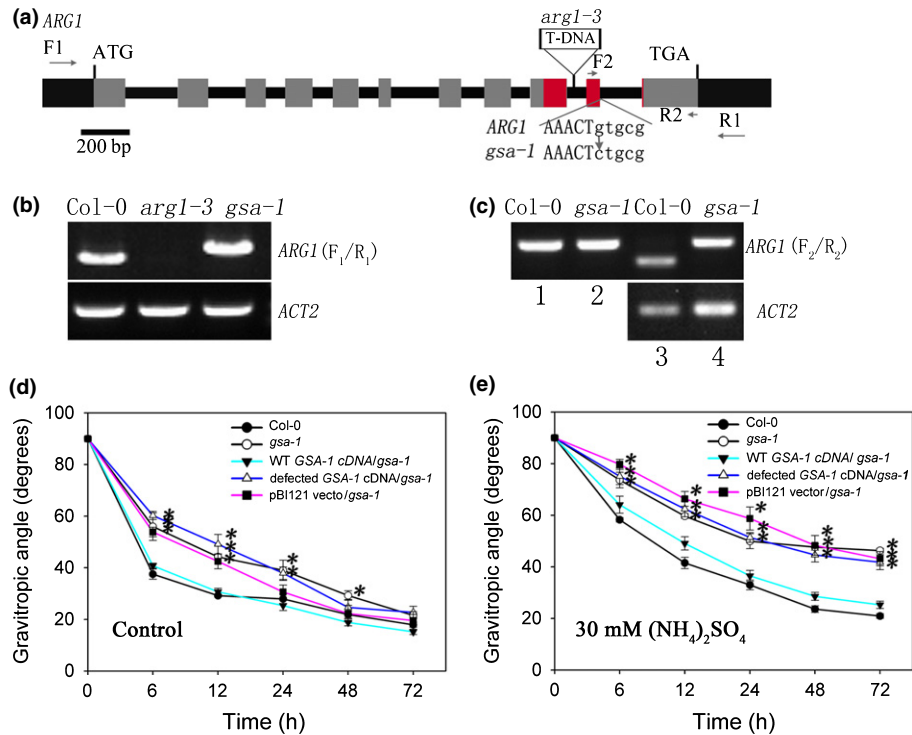 (a)
ARG1
arg1-3
T-DNA
F1
ATG
F2
TGA
R2
R1
200 bp
ARG1 AAACTgtgcg
gsa-1 AAACTctgcg
(b)
Col-0 arg1-3 gsa-1
ARG1 (F1/R1)
ACT2
(c)
Col-0 gsa-1 Col-0 gsa-1
ARG1 (F2/R2)
1 2
ACT2
3 4
(d)
Gravitropic angle (degrees)
100
80
60
40
20
0
Col-0
gsa-1
WT GSA-1 cDNA/gsa-1
defected GSA-1 cDNA/gsa-1
pBI121 vecto/gsa-1
* * *
* * *
* *
*
Control
0 6 12 24 48 72
Time (h)
(e)
Gravitropic angle (degrees)
100
80
60
40
20
0
Col-0
gsa-1
WT GSA-1 cDNA/gsa-1
defected GSA-1 cDNA/gsa-1
pBI121 vecto/gsa-1
* * *
* * *
* * *
* * *
* * *
30 mM (NH4)2SO4
0 6 12 24 48 72
Time (h)